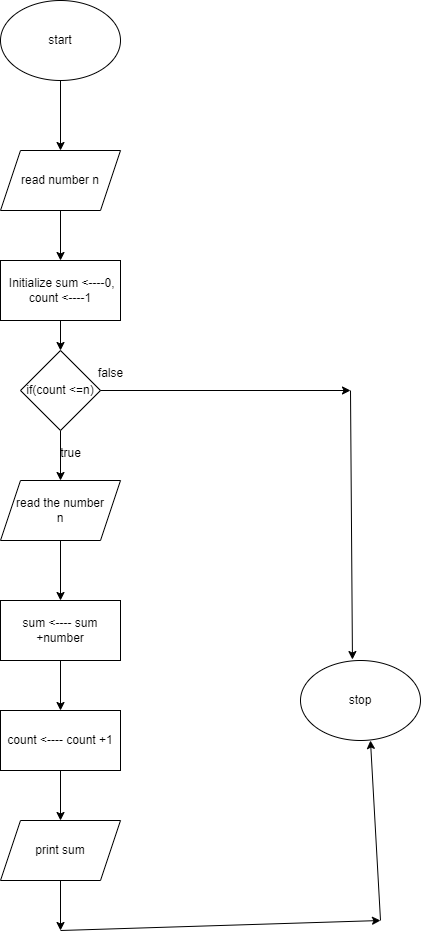 start
read number n
Initialize sum <----0,
count <----1
false
if(count <=n)
true
read the number
n
sum <---- sum
+number
stop
count <---- count +1
print sum